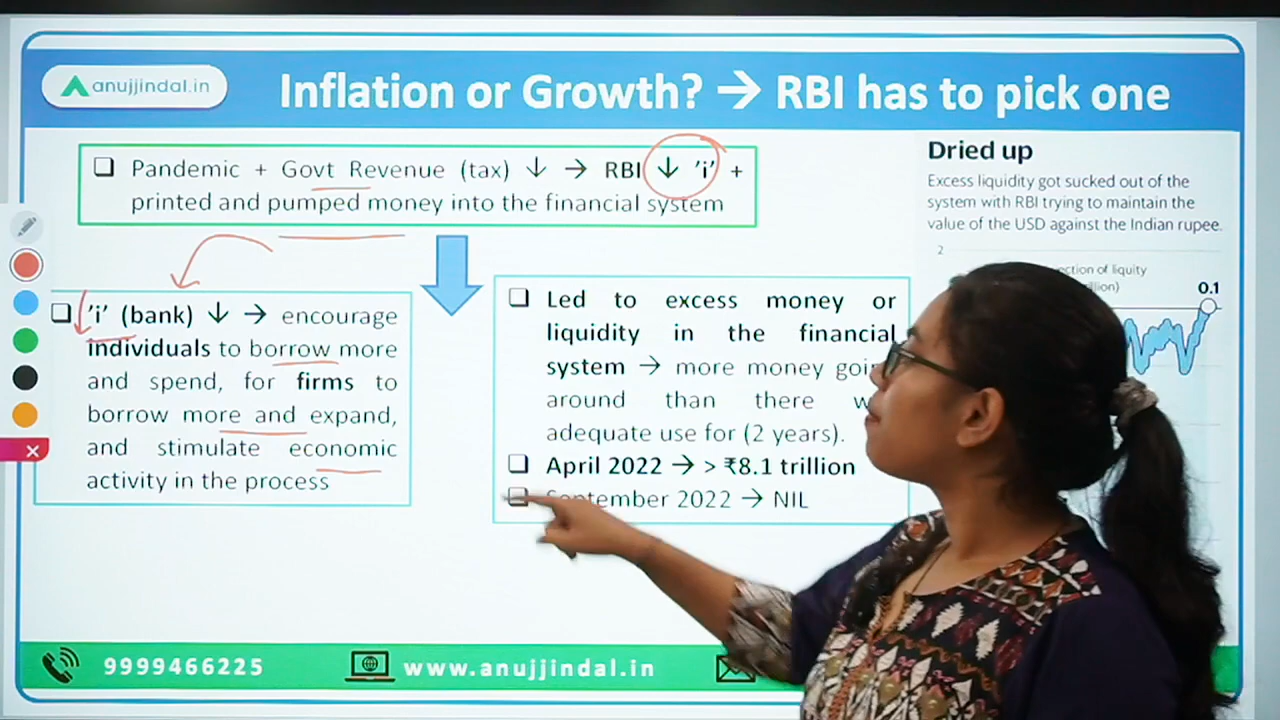 anujjindal.in
Inflation or Growth? → RBI has to pick one
❑ Pandemic + Govt Revenue (tax) ↓ → RBI ↓ 'i' +
printed and pumped money into the financial system
❑ 'i' (bank) ↓ → encourage
individuals to borrow more
and spend, for firms to
borrow more and expand,
and stimulate economic
activity in the process
❑ Led to excess money or
liquidity in the financial
system → more money
around than there
adequate use for (2 years).
❑ April 2022 → > ₹8.1 trillion
❑ September 2022 → NIL
Dried up
Excess liquidity got sucked out of the
system with RBI trying to maintain the
value of the USD against the Indian rupee.
2
of liquity
0.1
9999466225
www.anujjindal.in